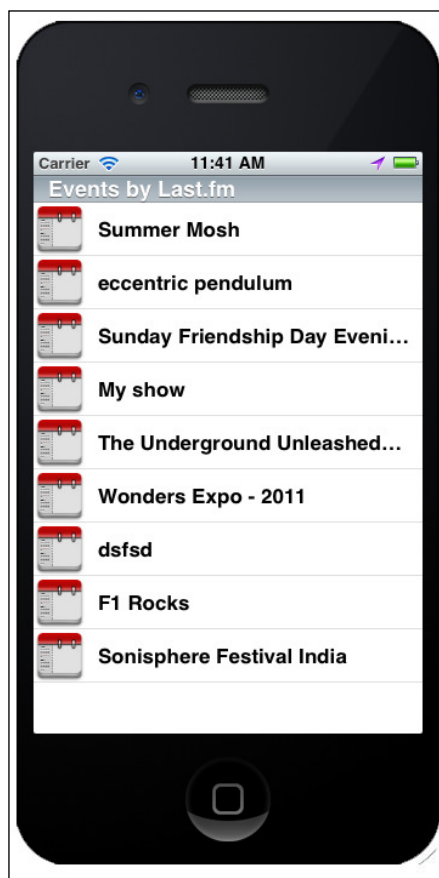 Carrier 11:41 AM
Events by Last.fm
Summer Mosh
eccentric pendulum
Sunday Friendship Day Eveni...
My show
The Underground Unleashed...
Wonders Expo - 2011
dsfsd
F1 Rocks
Sonisphere Festival India